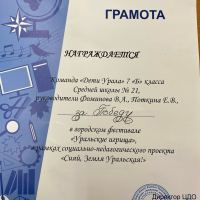 ГРАМОТА
НАГРАЖДАЕТСЯ
Команда «Дети Урала» 7 «Б» класса
Средней школы № 21,
руководители Фомишова В.А., Поткина Е.В.,
за Победу
в городском фестивале
«Уральские игрища»,
в рамках социально-педагогического проекта
«Сияй, Земля Уральская!»
Директор ЦДО